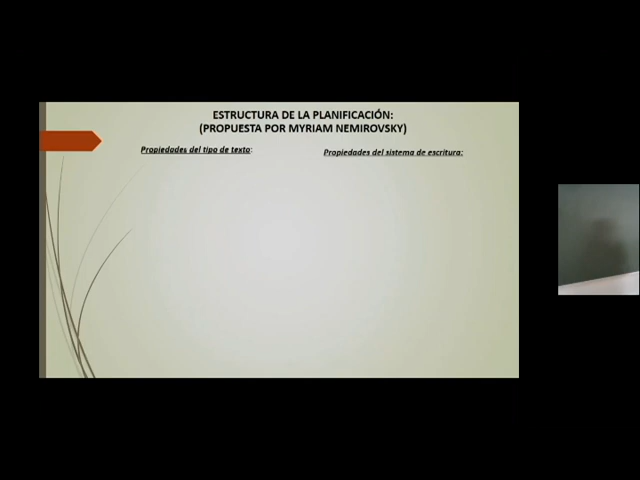 ESTRUCTURA DE LA PLANIFICACIÓN:
(PROPUESTA POR MYRIAM NEMIROVSKY)
Propiedades del tipo de texto:
Propiedades del sistema de escritura: